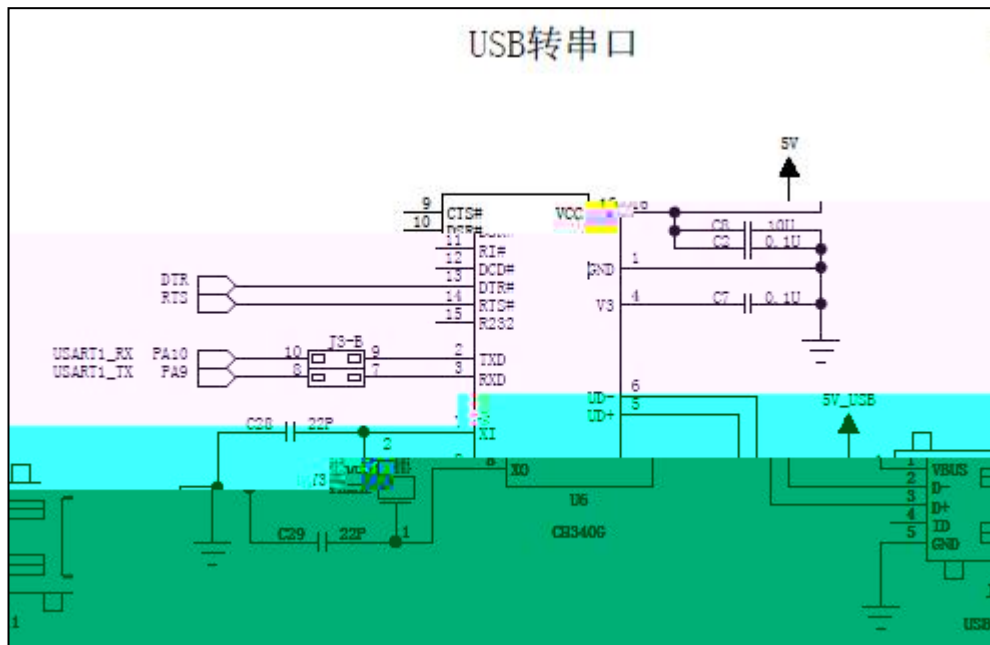 USB转串口
5V
9 CTS# VCC
10
C8 10U
C2 0.1U
11 RI#
12 DCD# GND 1
DTR 13 DTR#
RTS 14 RTS# V3 4 C7 0.1U
15 R232
J3-B
USART1_RX PA10 10 9 2 TXD
USART1_TX PA9 8 7 3 RXD
UD- 6
UD+ 5
5V_USB
C28 22P XI
2
XO 1 VBUS
2 D-
U6 3 D+
4 ID
C29 22P 1 CH340G 5 GND
1